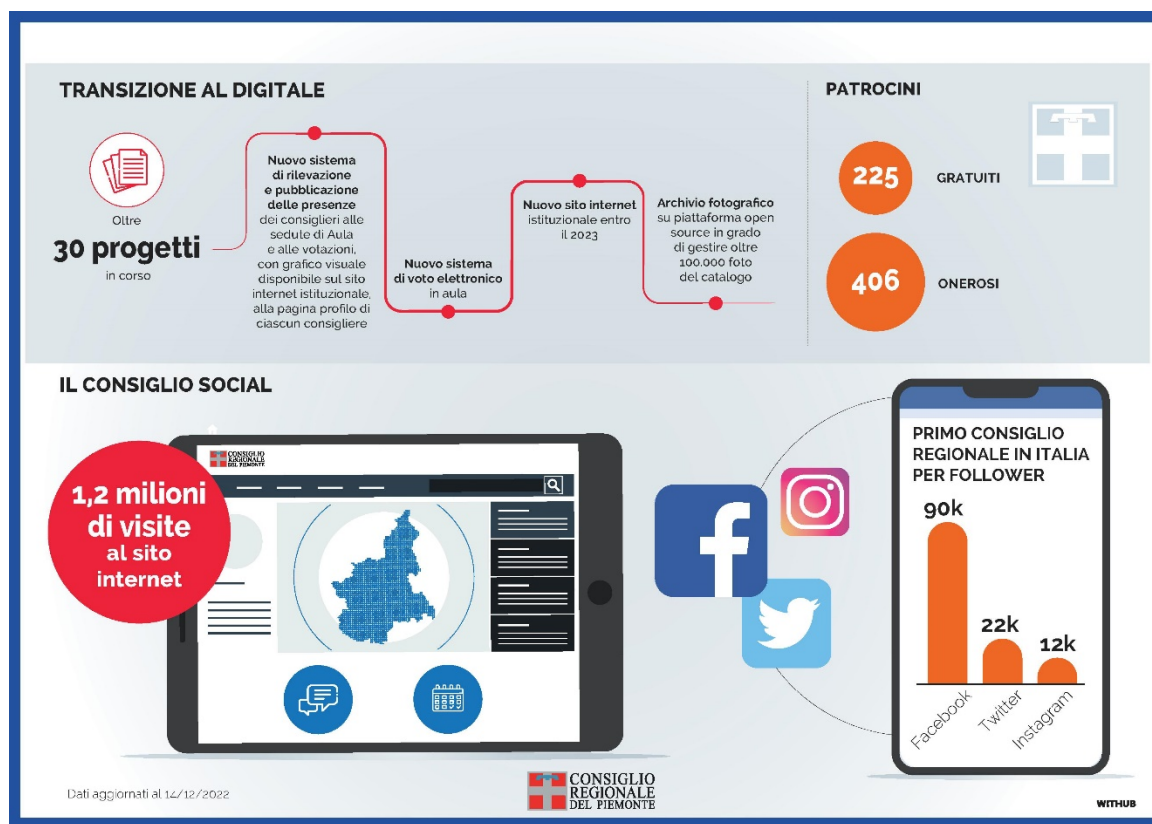 TRANSIZIONE AL DIGITALE
Oltre
30 progetti
in corso
Nuovo sistema
di rilevazione
e pubblicazione
delle presenze
dei consiglieri alle
sedute di Aula
e alle votazioni,
con grafico visuale
disponibile sul sito
internet istituzionale,
alla pagina profilo di
ciascun consigliere
Nuovo sistema
di voto elettronico
in aula
Nuovo sito internet
istituzionale entro
il 2023
Archivio fotografico
su piattaforma open
source in grado
di gestire oltre
100.000 foto
del catalogo
PATROCINI
225 GRATUITI
406 ONEROSI
IL CONSIGLIO SOCIAL
1,2 milioni
di visite
al sito
internet
CONSIGLIO
REGIONALE
DEL PIEMONTE
PRIMO CONSIGLIO
REGIONALE IN ITALIA
PER FOLLOWER
90k
22k
12k
Facebook
Twitter
Instagram
Dati aggiornati al 14/12/2022
CONSIGLIO
REGIONALE
DEL PIEMONTE
WITHUB